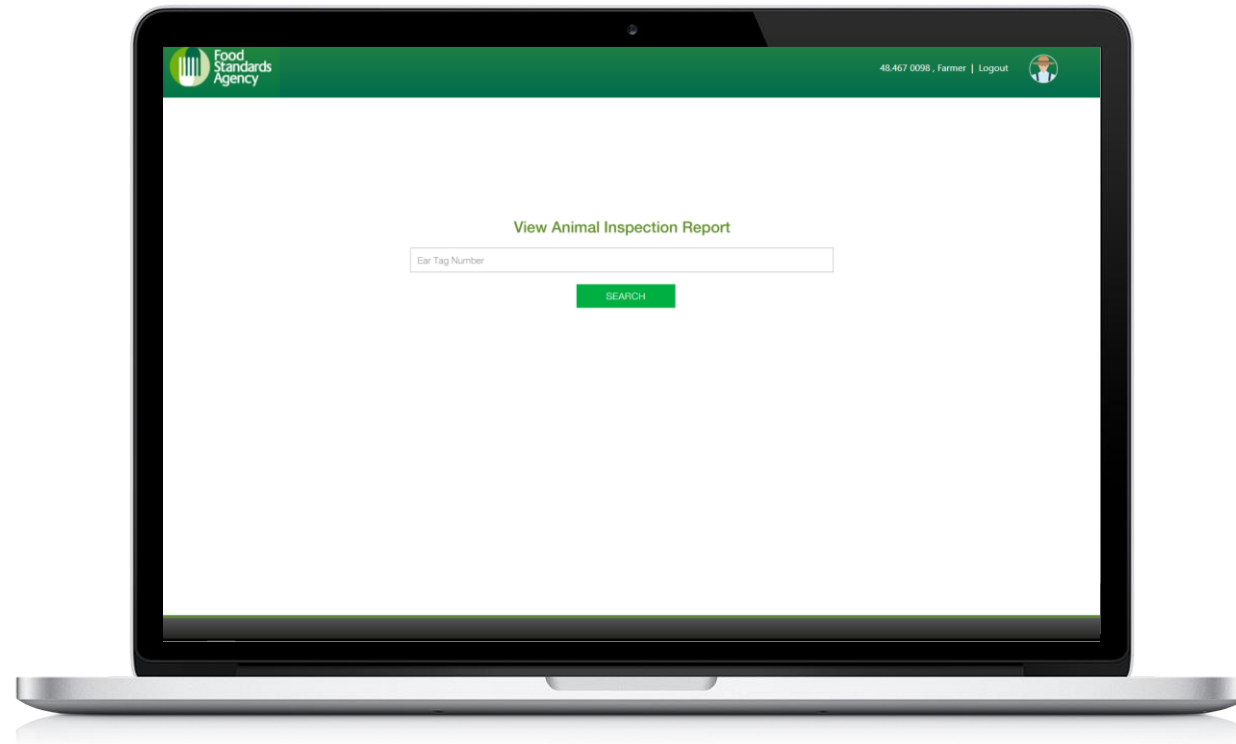 Food
Standards
Agency
48.467 0098 , Farmer | Logout
View Animal Inspection Report
Ear Tag Number
SEARCH